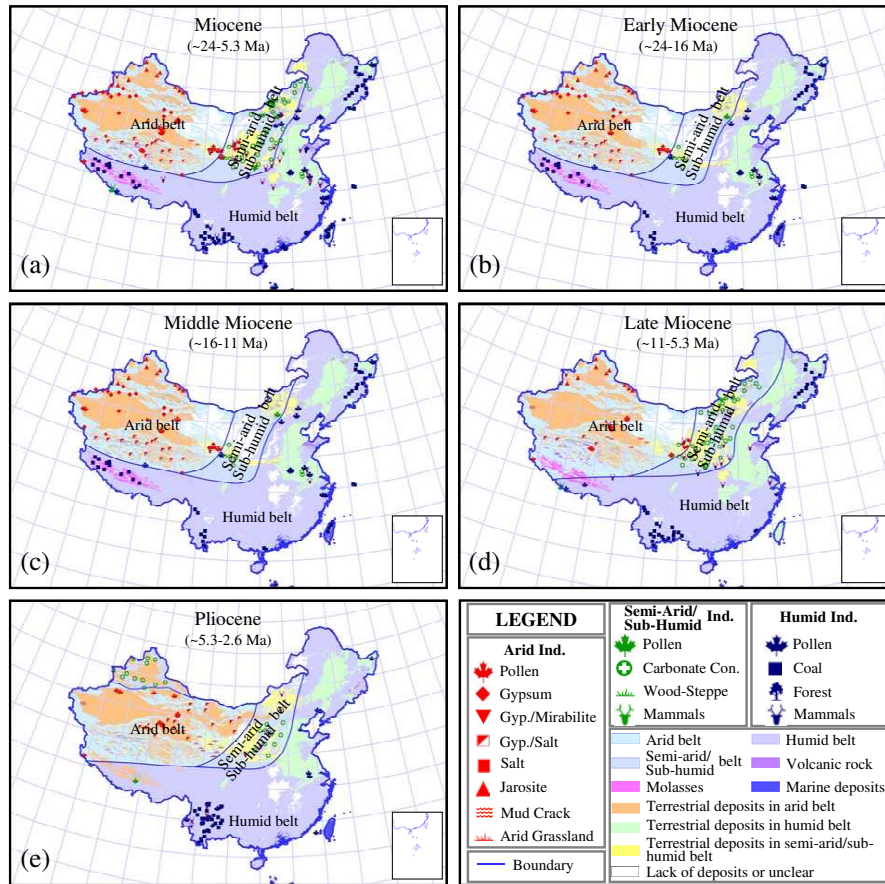 Miocene
(~24-5.3 Ma)
Arid belt
Semi-arid belt
Sub-humid
Humid belt
(a)
Early Miocene
(~24-16 Ma)
Arid belt
Semi-arid belt
Sub-humid
Humid belt
(b)
Middle Miocene
(~16-11 Ma)
Arid belt
Semi-arid belt
Sub-humid
Humid belt
(c)
Late Miocene
(~11-5.3 Ma)
Arid belt
Semi-arid belt
Sub-humid
Humid belt
(d)
Pliocene
(~5.3-2.6 Ma)
Arid belt
Semi-arid belt
Sub-humid
Humid belt
(e)
LEGEND
Arid Ind.
Pollen
Gypsum
Gyp./Mirabilite
Gyp./Salt
Salt
Jarosite
Mud Crack
Arid Grassland
Boundary
Semi-Arid/
Sub-Humid Ind.
Pollen
Carbonate Con.
Wood-Steppe
Mammals
Humid Ind.
Pollen
Coal
Forest
Mammals
Arid belt
Semi-arid/
Sub-humid belt
Molasses
Humid belt
Volcanic rock
Marine deposits
Terrestrial deposits in arid belt
Terrestrial deposits in humid belt
Terrestrial deposits in semi-arid/sub-
humid belt
Lack of deposits or unclear